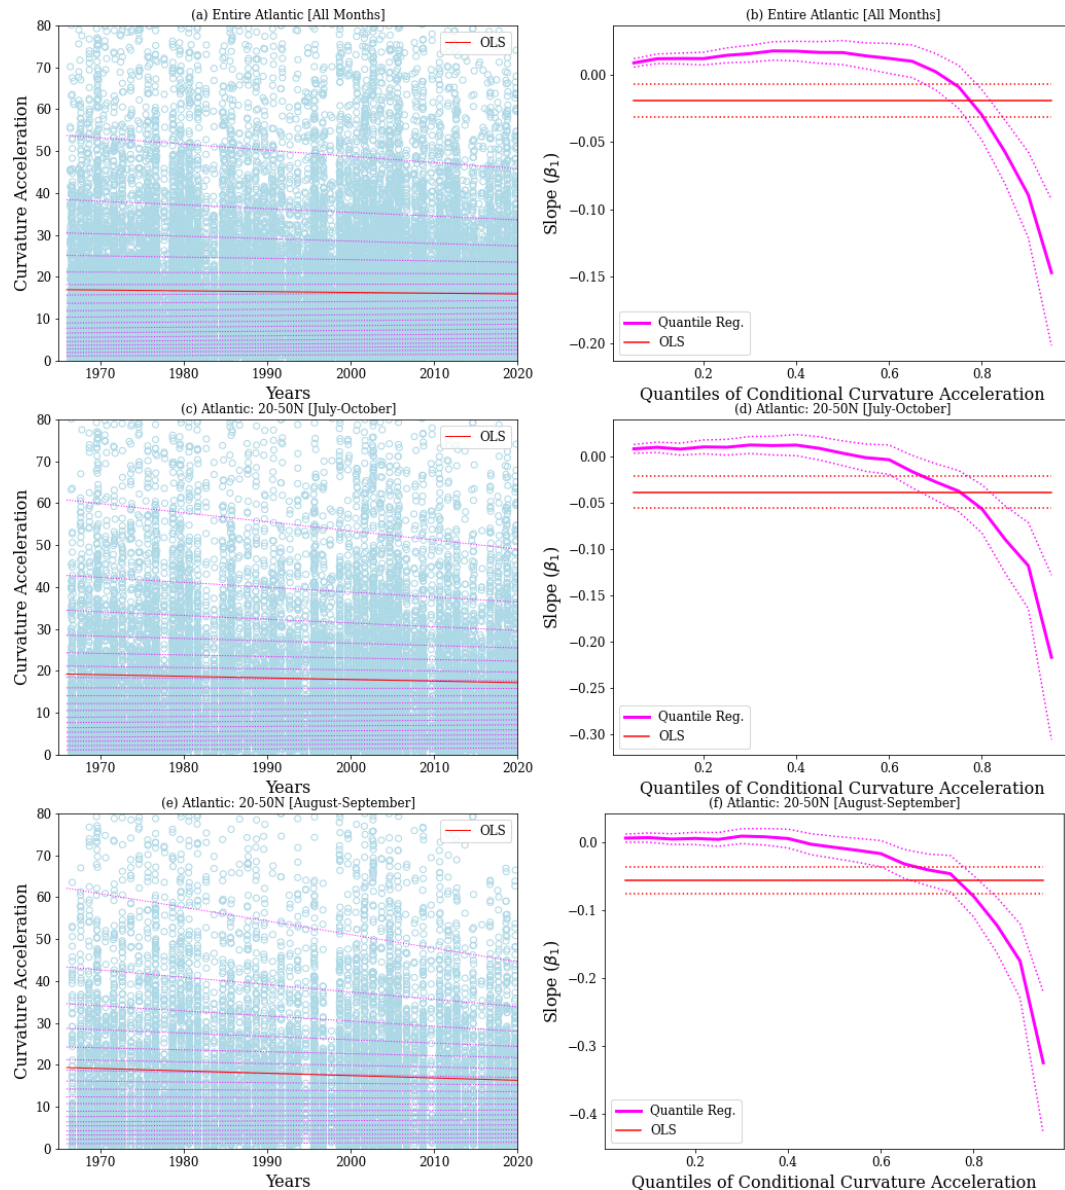 (a) Entire Atlantic [All Months]
80
70
60
50
40
30
20
10
0
Curvature Acceleration
OLS
1970 1980 1990 2000 2010 2020
Years
(b) Entire Atlantic [All Months]
0.00
−0.05
−0.10
−0.15
−0.20
Slope (β₁)
Quantile Reg.
OLS
0.2 0.4 0.6 0.8
Quantiles of Conditional Curvature Acceleration
(c) Atlantic: 20-50N [July-October]
80
70
60
50
40
30
20
10
0
Curvature Acceleration
OLS
1970 1980 1990 2000 2010 2020
Years
(d) Atlantic: 20-50N [July-October]
0.00
−0.05
−0.10
−0.15
−0.20
−0.25
−0.30
Slope (β₁)
Quantile Reg.
OLS
0.2 0.4 0.6 0.8
Quantiles of Conditional Curvature Acceleration
(e) Atlantic: 20-50N [August-September]
80
70
60
50
40
30
20
10
0
Curvature Acceleration
OLS
1970 1980 1990 2000 2010 2020
Years
(f) Atlantic: 20-50N [August-September]
0.0
−0.1
−0.2
−0.3
−0.4
Slope (β₁)
Quantile Reg.
OLS
0.2 0.4 0.6 0.8
Quantiles of Conditional Curvature Acceleration